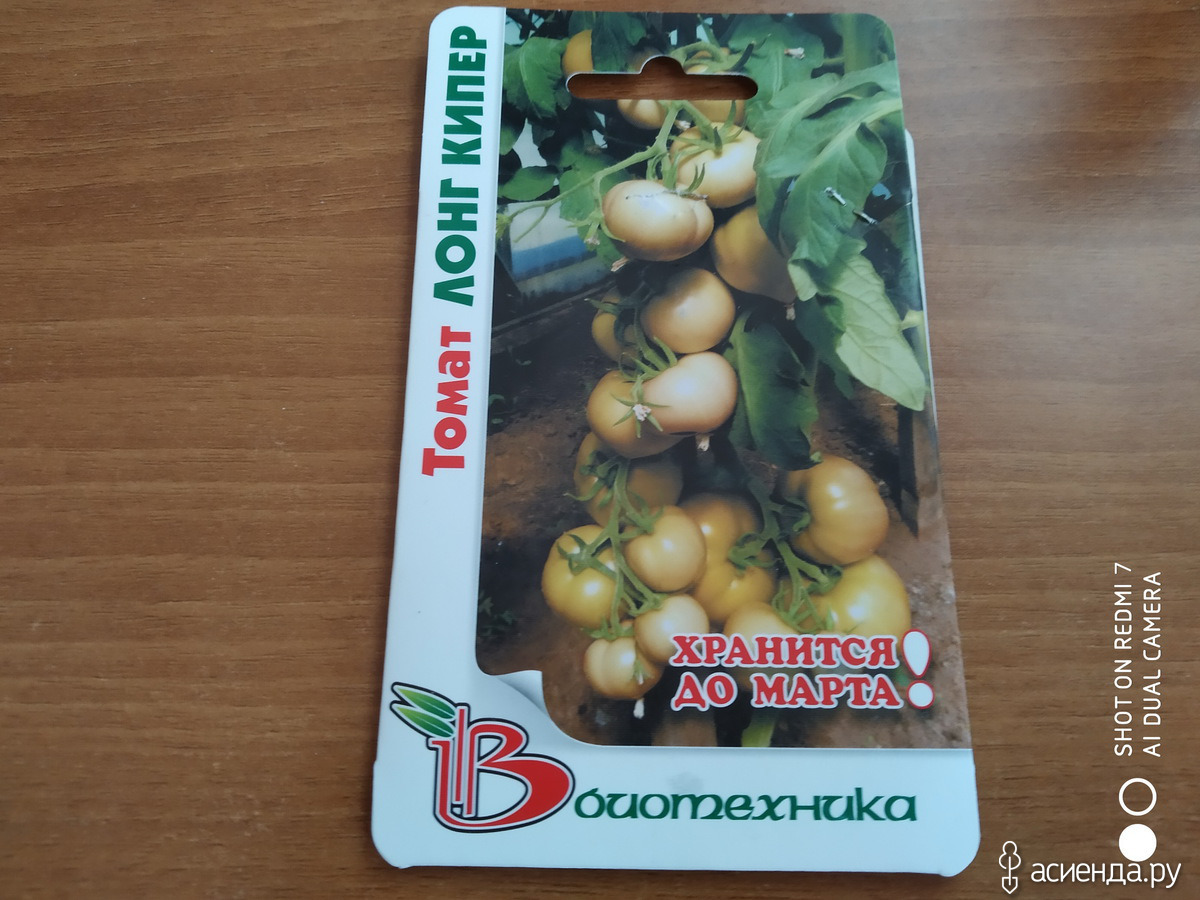 Томат ЛОНГ КИПЕР
ХРАНИТСЯ
ДО МАРТА!
Биотехника
SHOT ON REDMI 7
AI DUAL CAMERA
асиенда.ру